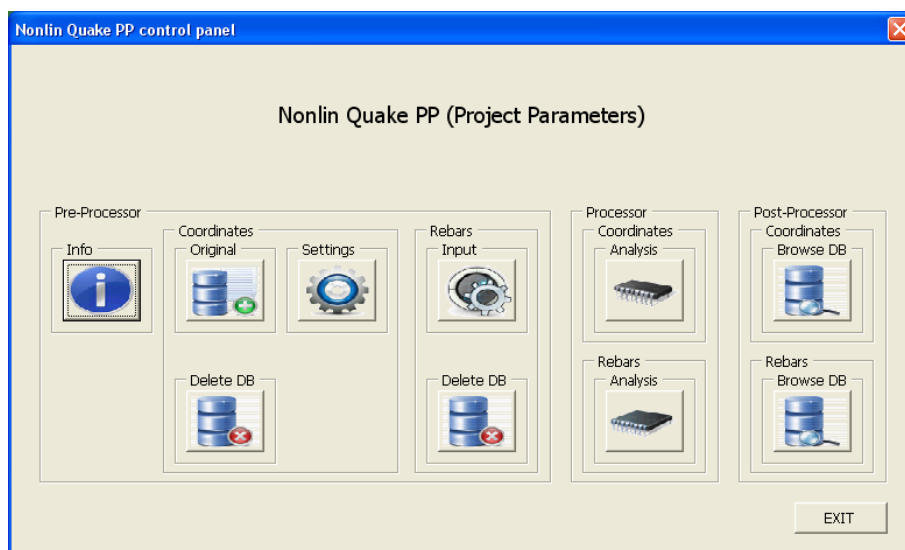 Nonlin Quake PP control panel
Nonlin Quake PP (Project Parameters)
Pre-Processor
Info
Coordinates
Original
Settings
Delete DB
Rebars
Input
Delete DB
Processor
Coordinates
Analysis
Rebars
Analysis
Post-Processor
Coordinates
Browse DB
Rebars
Browse DB
EXIT